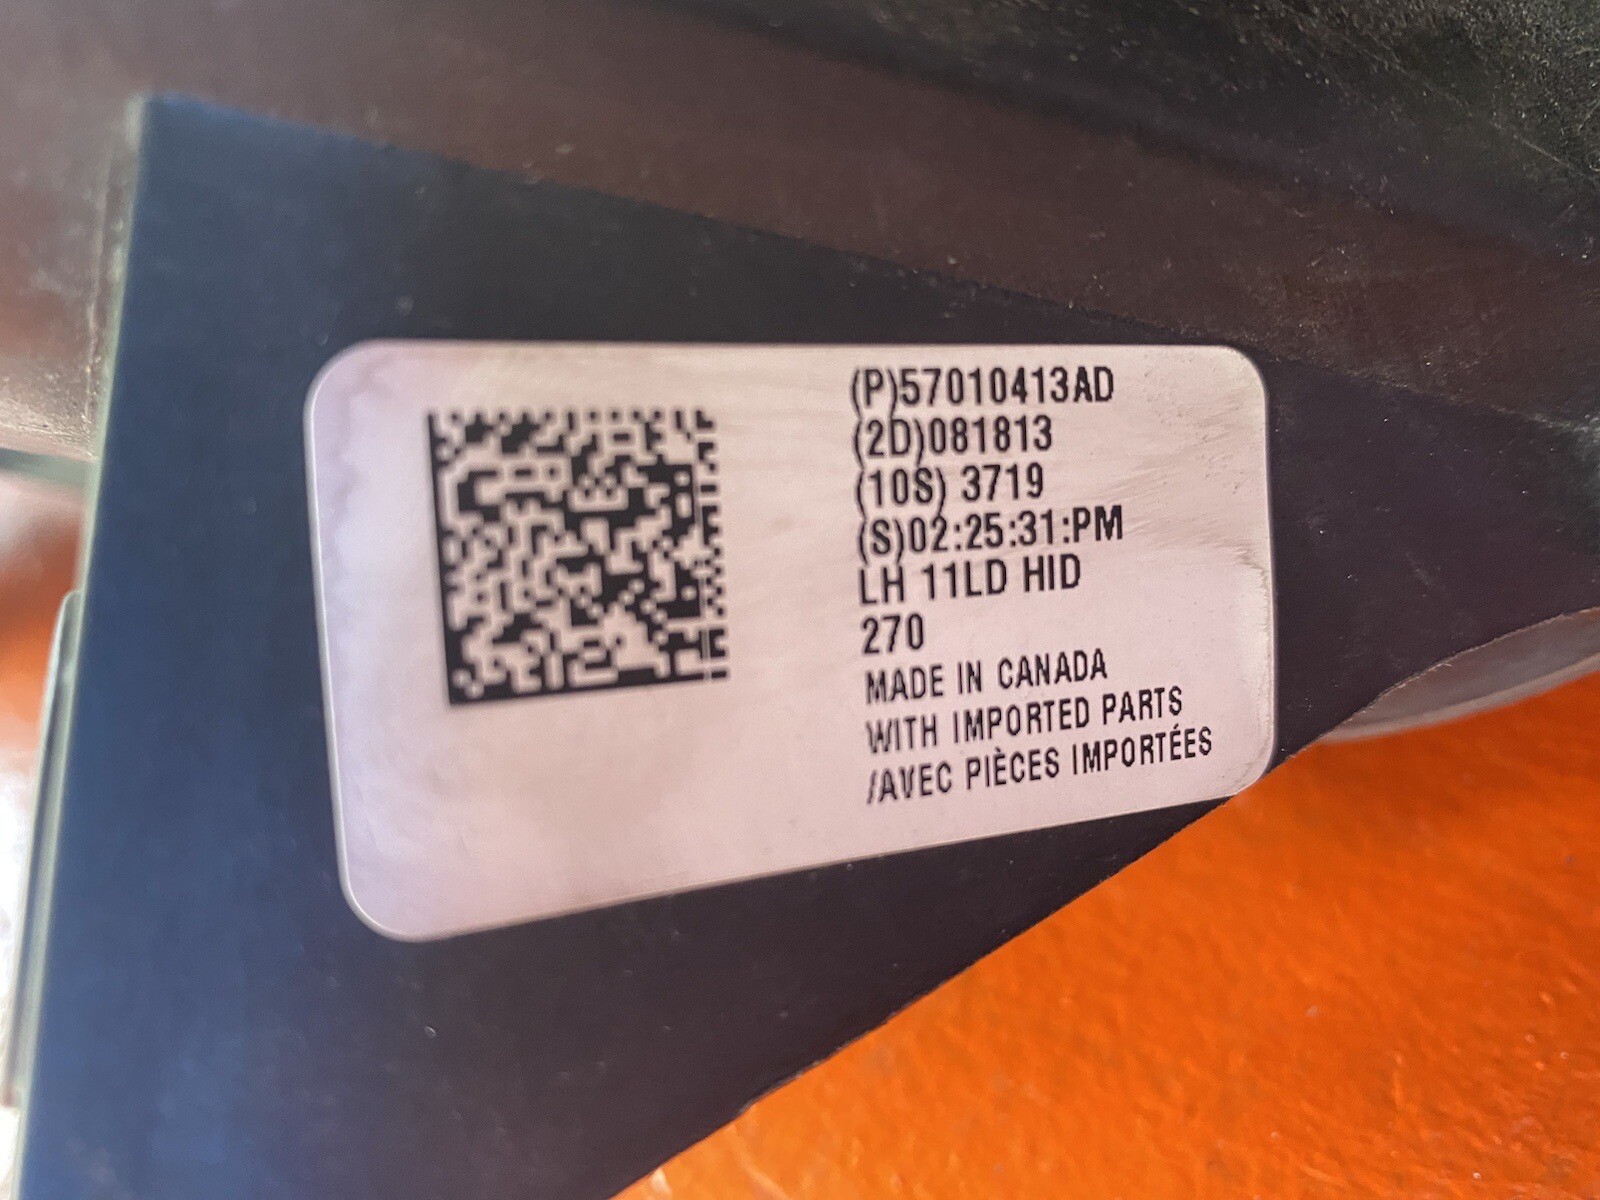 (P)57010413AD
(2D)081813
(10S) 3719
(S)02:25:31:PM
LH 11LD HID
270
MADE IN CANADA
WITH IMPORTED PARTS
/AVEC PIÈCES IMPORTÉES